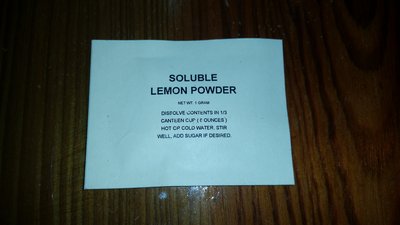 SOLUBLE
LEMON POWDER
NET WT. 1 GRAM
DISSOLVE CONTENTS IN 1/3
CANTEEN CUP ( OUNCES )
HOT OR COLD WATER. STIR
WELL, ADD SUGAR IF DESIRED.